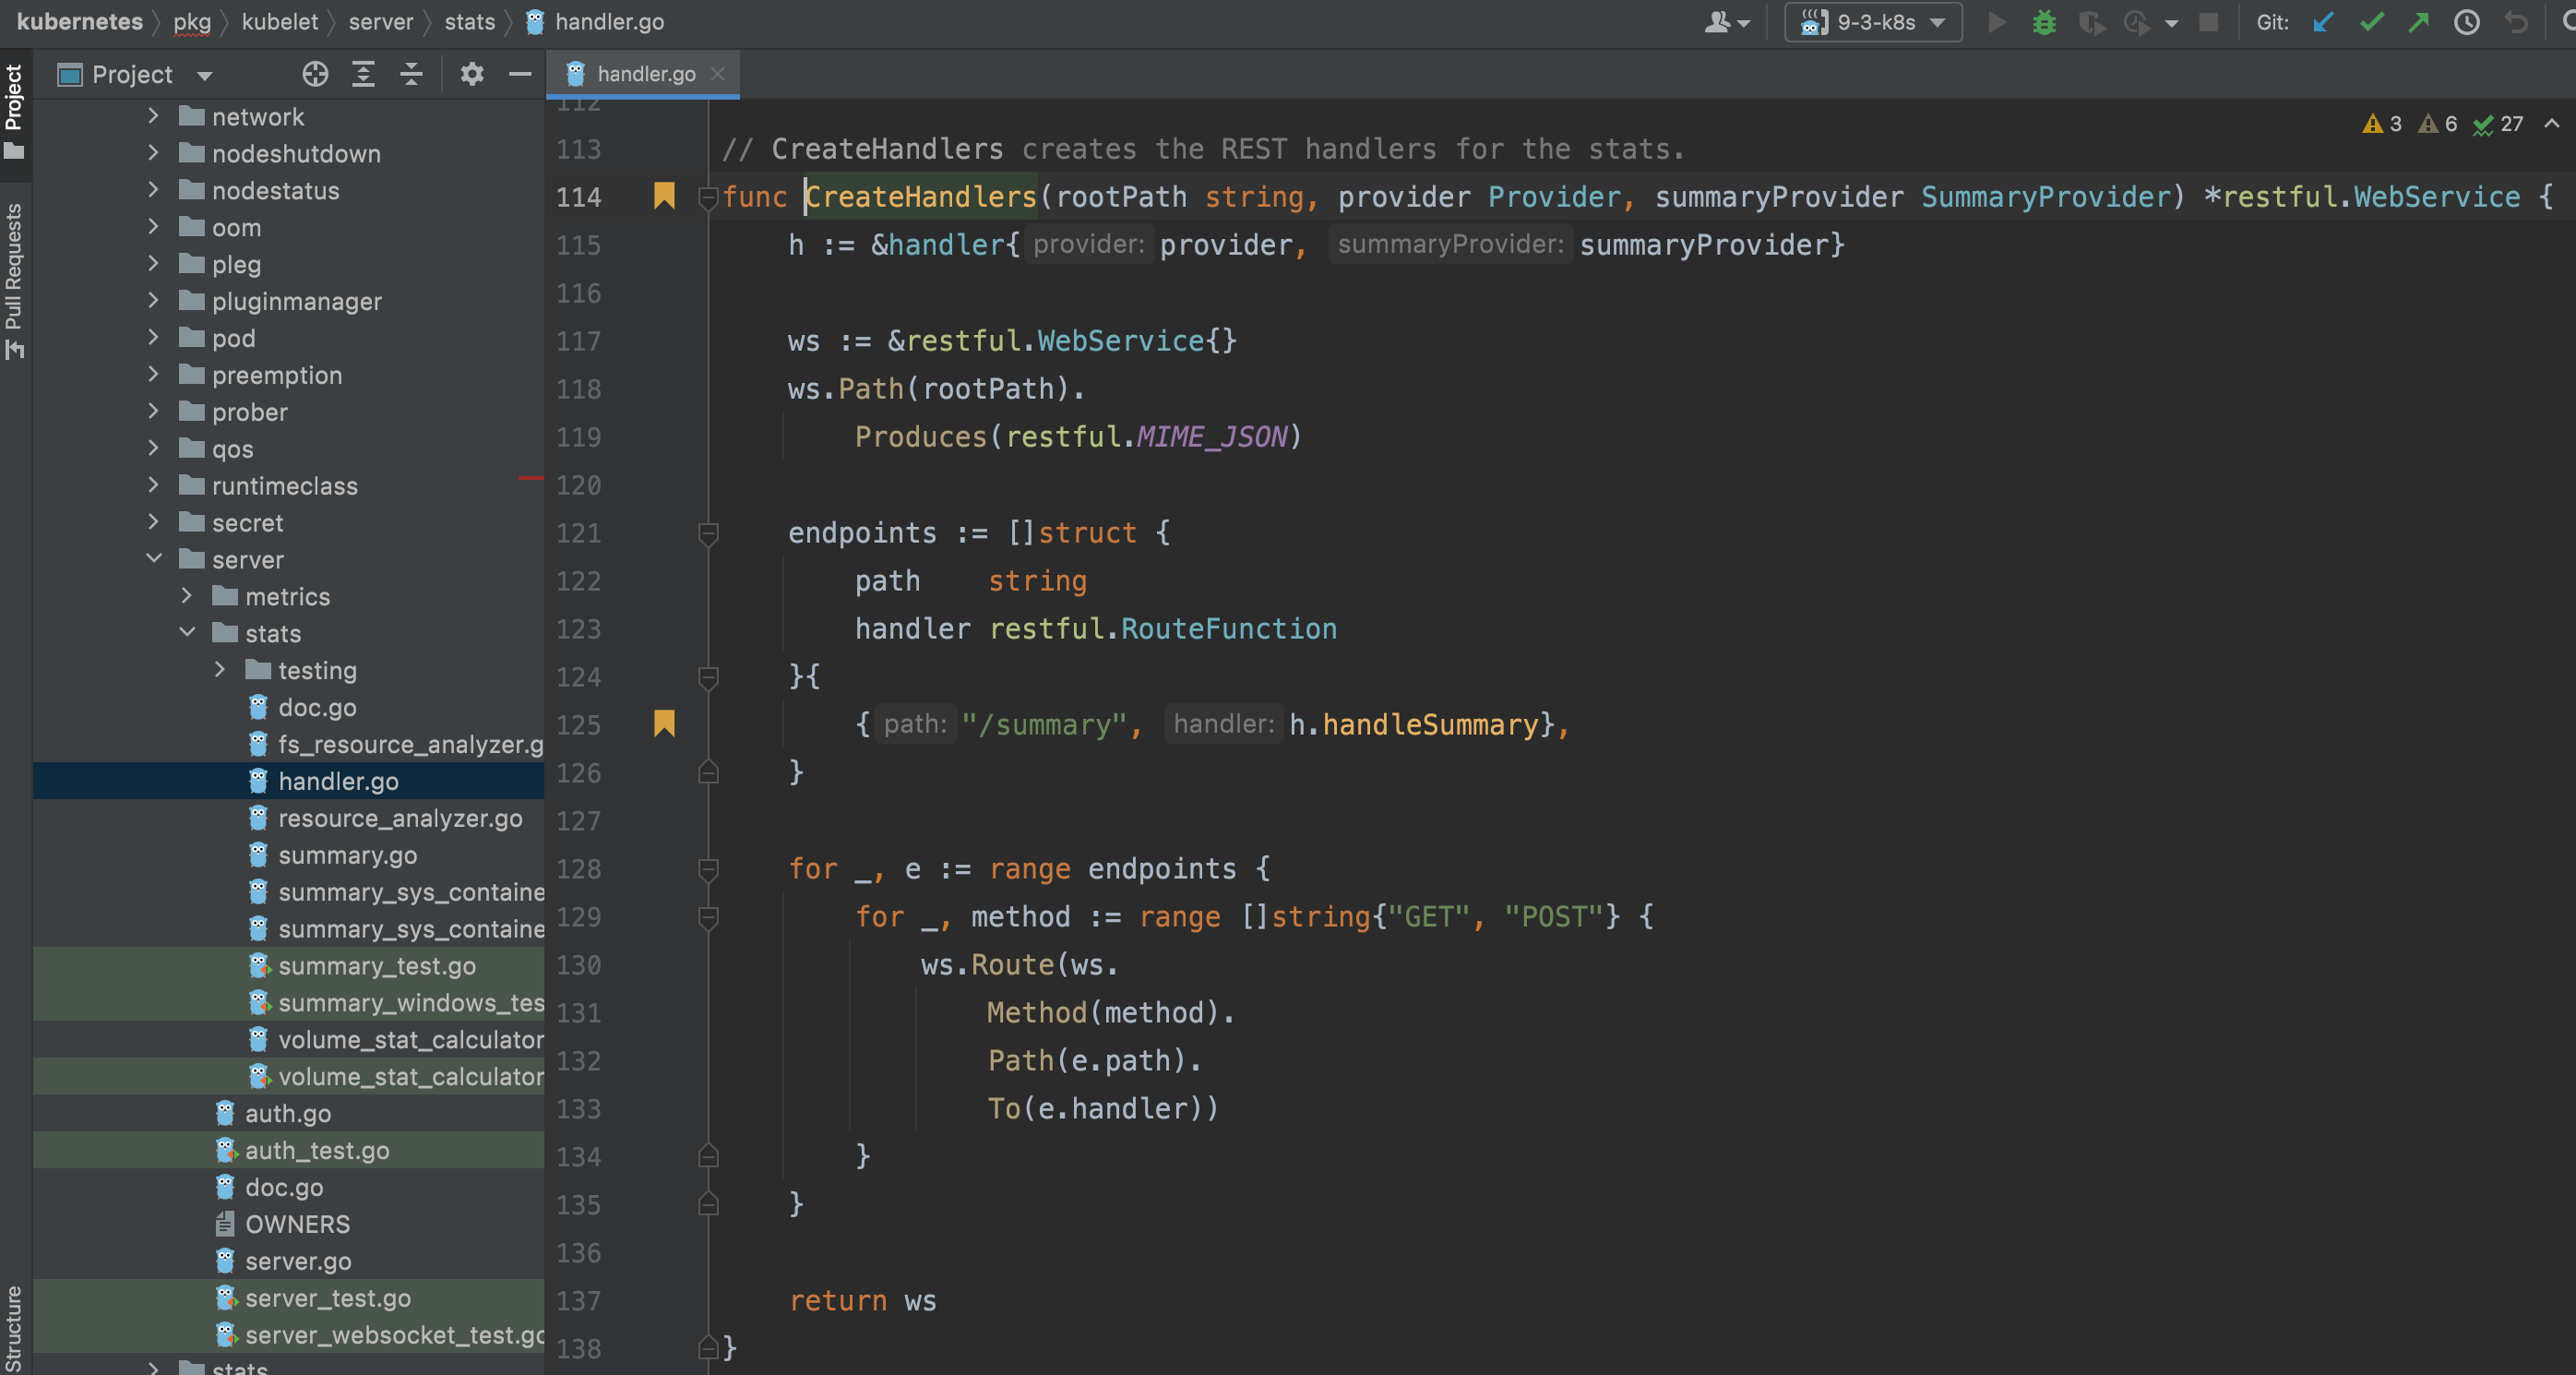 kubernetes pkg kubelet server stats handler.go
9-3-k8s
Git:
Project
Project
Pull Requests
Structure
network
nodeshutdown
nodestatus
oom
pleg
pluginmanager
pod
preemption
prober
qos
runtimeclass
secret
server
metrics
stats
testing
doc.go
fs_resource_analyzer.g
handler.go
resource_analyzer.go
summary.go
summary_sys_containe
summary_sys_containe
summary_test.go
summary_windows_tes
volume_stat_calculator
volume_stat_calculator
auth.go
auth_test.go
doc.go
OWNERS
server.go
server_test.go
server_websocket_test.go
stats
handler.go
3 6 27
112
113 // CreateHandlers creates the REST handlers for the stats.
114 func CreateHandlers(rootPath string, provider Provider, summaryProvider SummaryProvider) *restful.WebService {
115 h := &handler{ provider: provider, summaryProvider: summaryProvider}
116
117 ws := &restful.WebService{}
118 ws.Path(rootPath).
119 Produces(restful.MIME_JSON)
120
121 endpoints := []struct {
122 path string
123 handler restful.RouteFunction
124 }{
125 { path: "/summary", handler: h.handleSummary},
126 }
127
128 for _, e := range endpoints {
129 for _, method := range []string{"GET", "POST"} {
130 ws.Route(ws.
131 Method(method).
132 Path(e.path).
133 To(e.handler))
134 }
135 }
136
137 return ws
138 }